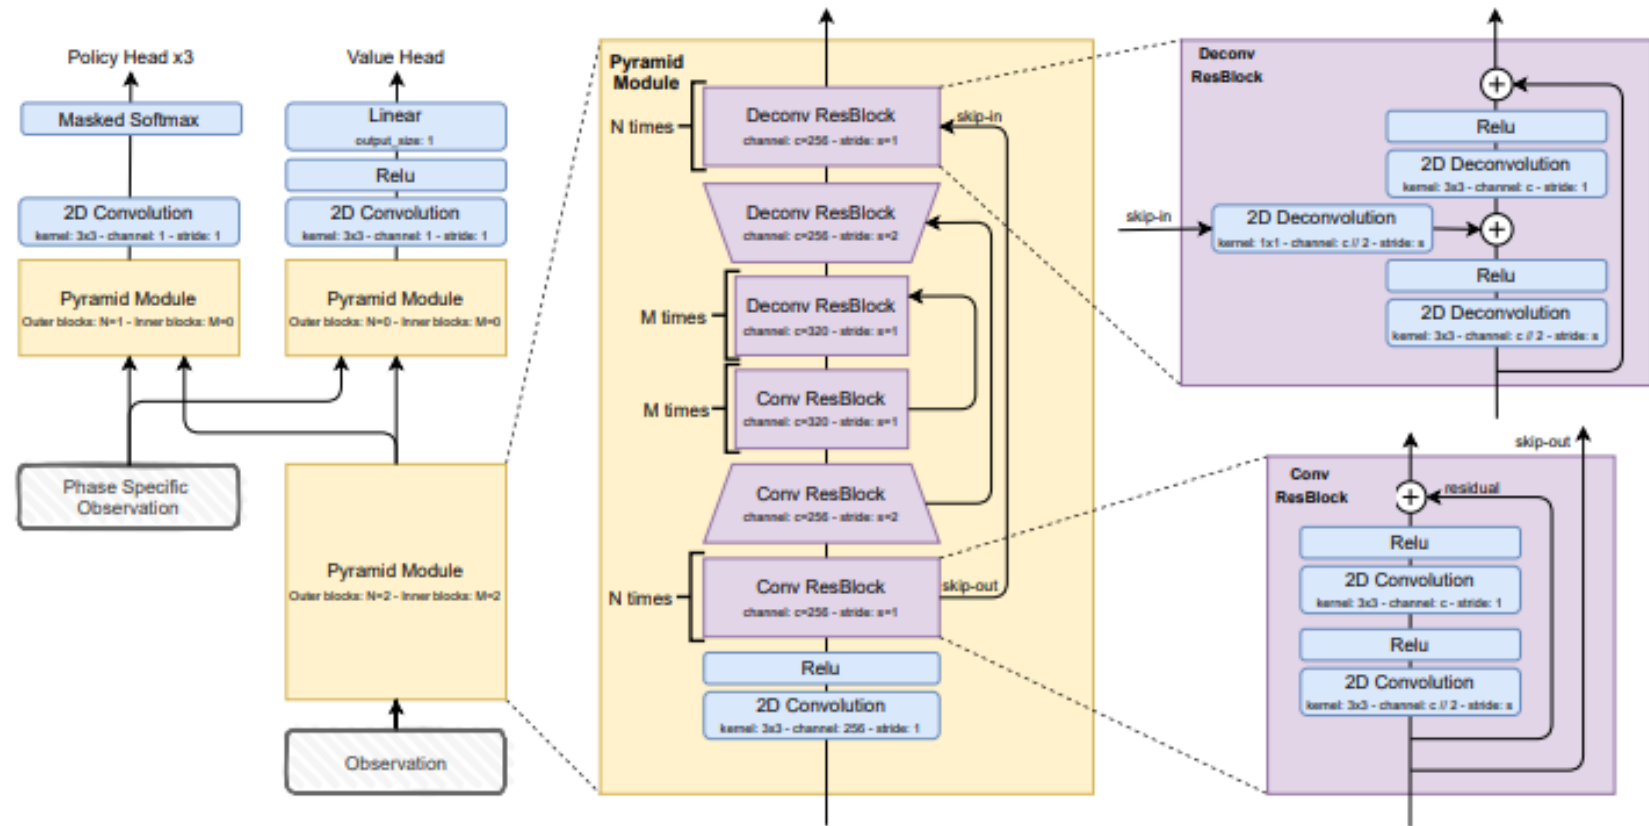 Policy Head x3
Masked Softmax
2D Convolution
kernel: 3x3 - channel: 1 - stride: 1
Pyramid Module
Outer blocks: N=1 - Inner blocks: M=0
Phase Specific
Observation
Value Head
Linear
output_size: 1
Relu
2D Convolution
kernel: 3x3 - channel: 1 - stride: 1
Pyramid Module
Outer blocks: N=0 - Inner blocks: M=0
Pyramid Module
Outer blocks: N=2 - Inner blocks: M=2
Observation
Pyramid
Module
N times
Deconv ResBlock
channel: c=256 - stride: s=1
skip-in
Deconv ResBlock
channel: c=256 - stride: s=2
M times
Deconv ResBlock
channel: c=320 - stride: s=1
M times
Conv ResBlock
channel: c=320 - stride: s=1
Conv ResBlock
channel: c=256 - stride: s=2
N times
Conv ResBlock
channel: c=256 - stride: s=1
skip-out
Relu
2D Convolution
kernel: 3x3 - channel: 256 - stride: 1
Deconv
ResBlock
Relu
2D Deconvolution
kernel: 3x3 - channel: c - stride: 1
skip-in
2D Deconvolution
kernel: 1x1 - channel: c // 2 - stride: s
Relu
2D Deconvolution
kernel: 3x3 - channel: c // 2 - stride: s
skip-out
Conv
ResBlock
residual
Relu
2D Convolution
kernel: 3x3 - channel: c - stride: 1
Relu
2D Convolution
kernel: 3x3 - channel: c // 2 - stride: s